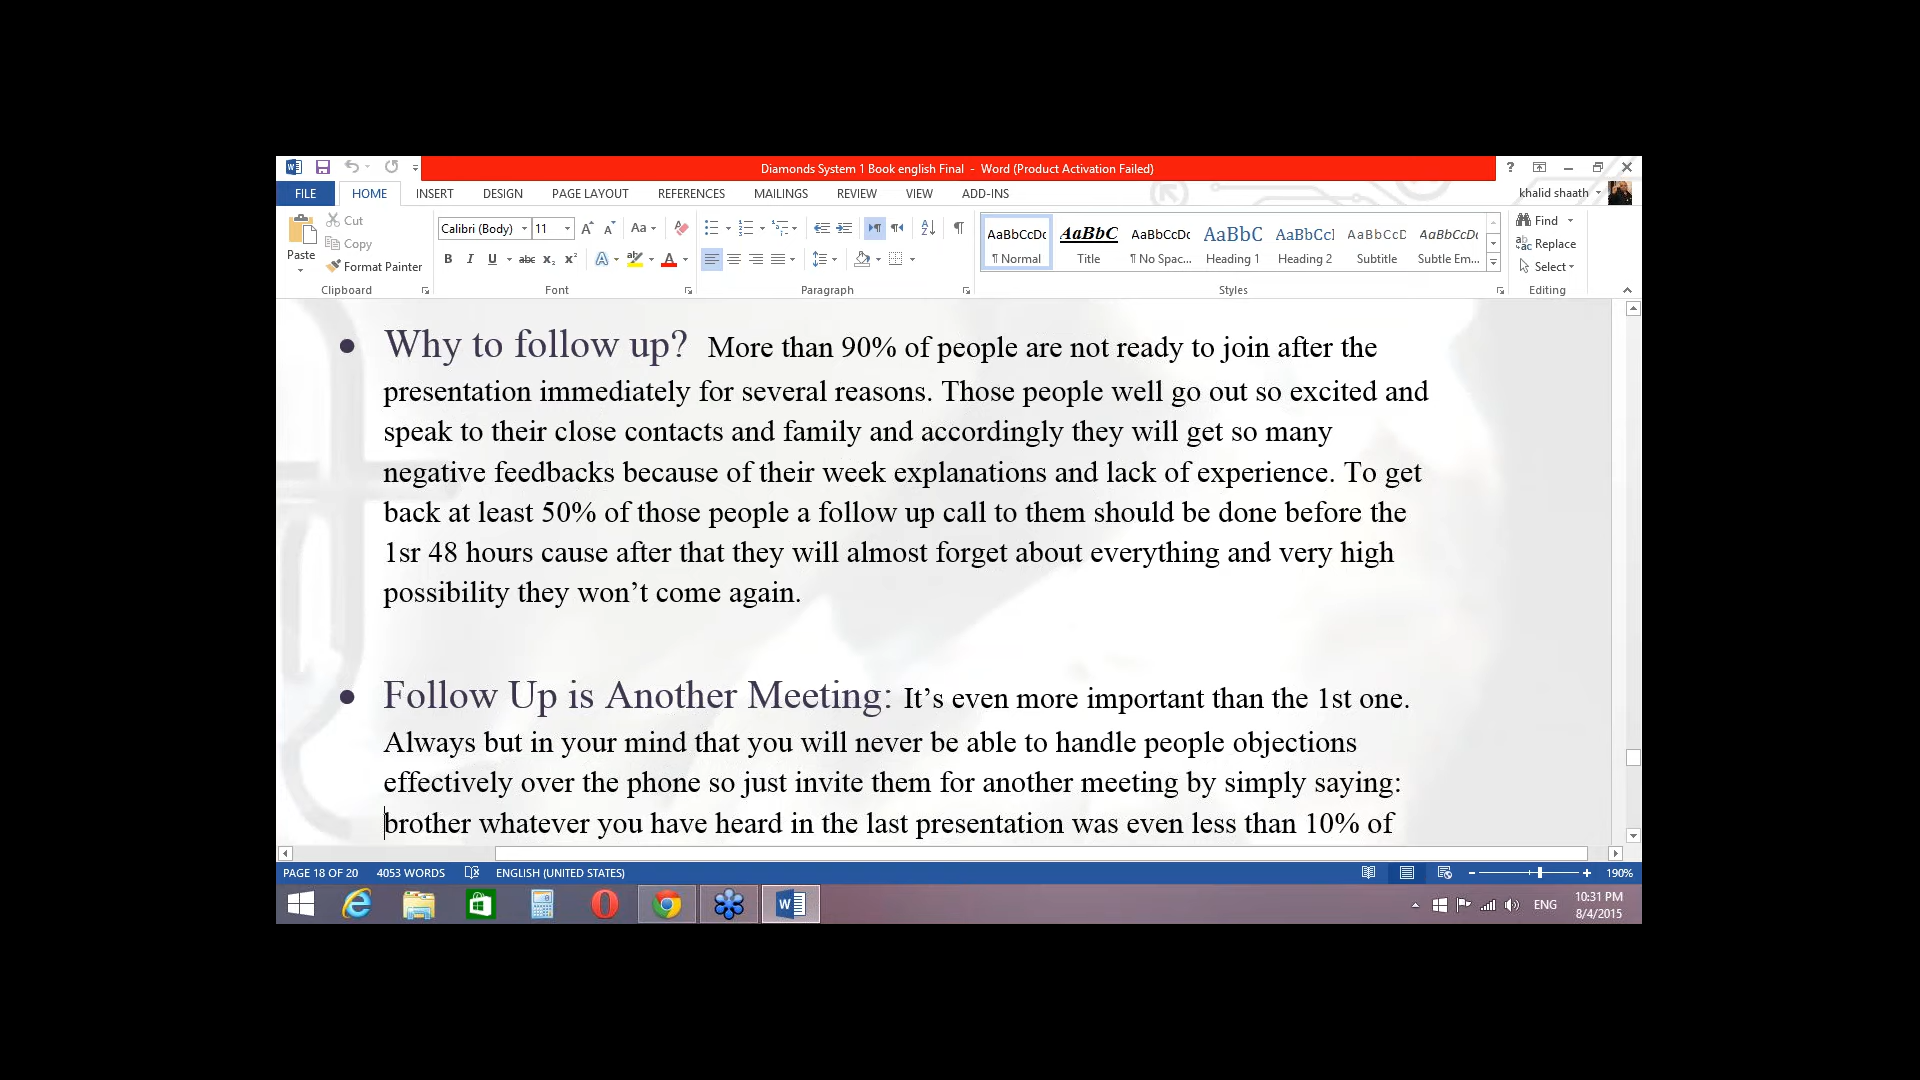 Diamonds System 1 Book english Final - Word (Product Activation Failed)
FILE HOME INSERT DESIGN PAGE LAYOUT REFERENCES MAILINGS REVIEW VIEW ADD-INS khalid shaath
Paste Cut Copy Format Painter Clipboard
Calibri (Body) 11 Font
Paragraph
AaBbCcDc ¶ Normal
AaBbC Title
AaBbCcDc ¶ No Spac...
AaBbC Heading 1
AaBbCcI Heading 2
AaBbCcD Subtitle
AaBbCcDc Subtle Em...
Styles
Find Replace Select Editing
• Why to follow up? More than 90% of people are not ready to join after the
presentation immediately for several reasons. Those people well go out so excited and
speak to their close contacts and family and accordingly they will get so many
negative feedbacks because of their week explanations and lack of experience. To get
back at least 50% of those people a follow up call to them should be done before the
1sr 48 hours cause after that they will almost forget about everything and very high
possibility they won’t come again.
• Follow Up is Another Meeting: It’s even more important than the 1st one.
Always but in your mind that you will never be able to handle people objections
effectively over the phone so just invite them for another meeting by simply saying:
brother whatever you have heard in the last presentation was even less than 10% of
PAGE 18 OF 20 4053 WORDS ENGLISH (UNITED STATES) 190%
ENG 10:31 PM
8/4/2015